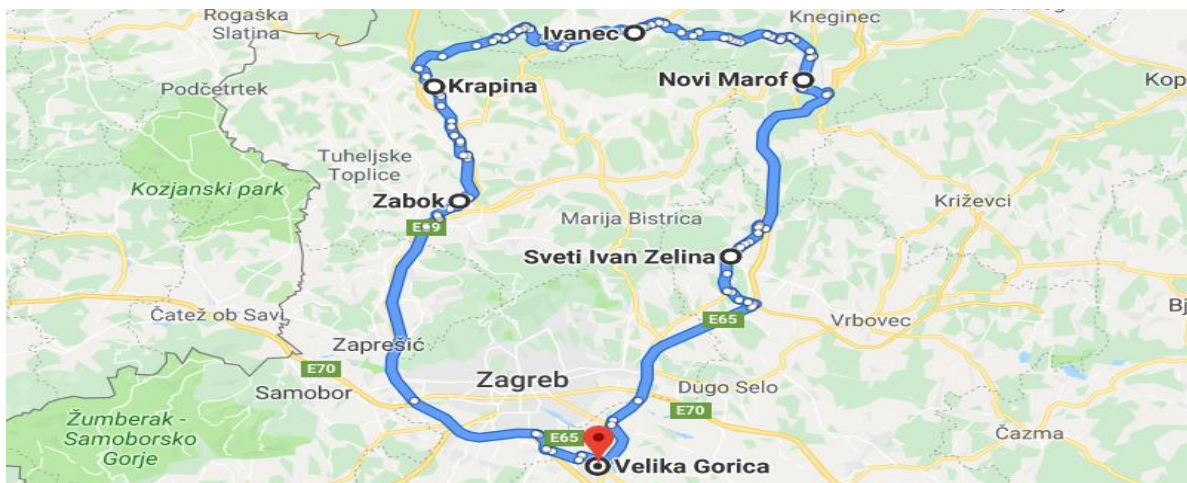 Rogaška
Slatina
Ivanec
Kneginec
Podčetrtek
Krapina
Novi Marof
Kop
Tuheljske
Toplice
Kozjanski park
Zabok
Marija Bistrica
Križevci
Sveti Ivan Zelina
Čatež ob Savi
Zaprešić
E65
Vrbovec
Bj
E70
Zagreb
Samobor
Dugo Selo
E70
Žumberak -
Samoborsko
Gorje
E65
Velika Gorica
Čazma